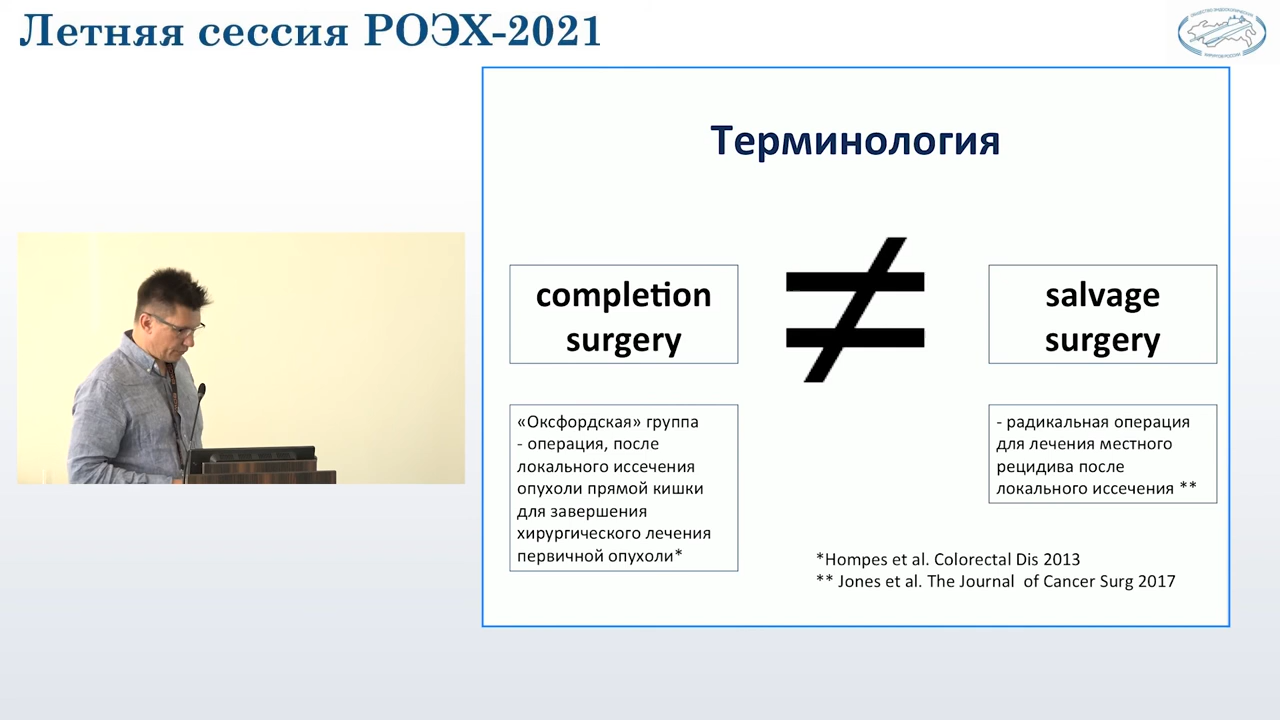 Летняя сессия РОЭХ-2021
Терминология
completion
surgery
≠
salvage
surgery
«Оксфордская» группа
- операция, после
локального иссечения
опухоли прямой кишки
для завершения
хирургического лечения
первичной опухоли*
- радикальная операция
для лечения местного
рецидива после
локального иссечения **
*Hompes et al. Colorectal Dis 2013
** Jones et al. The Journal of Cancer Surg 2017